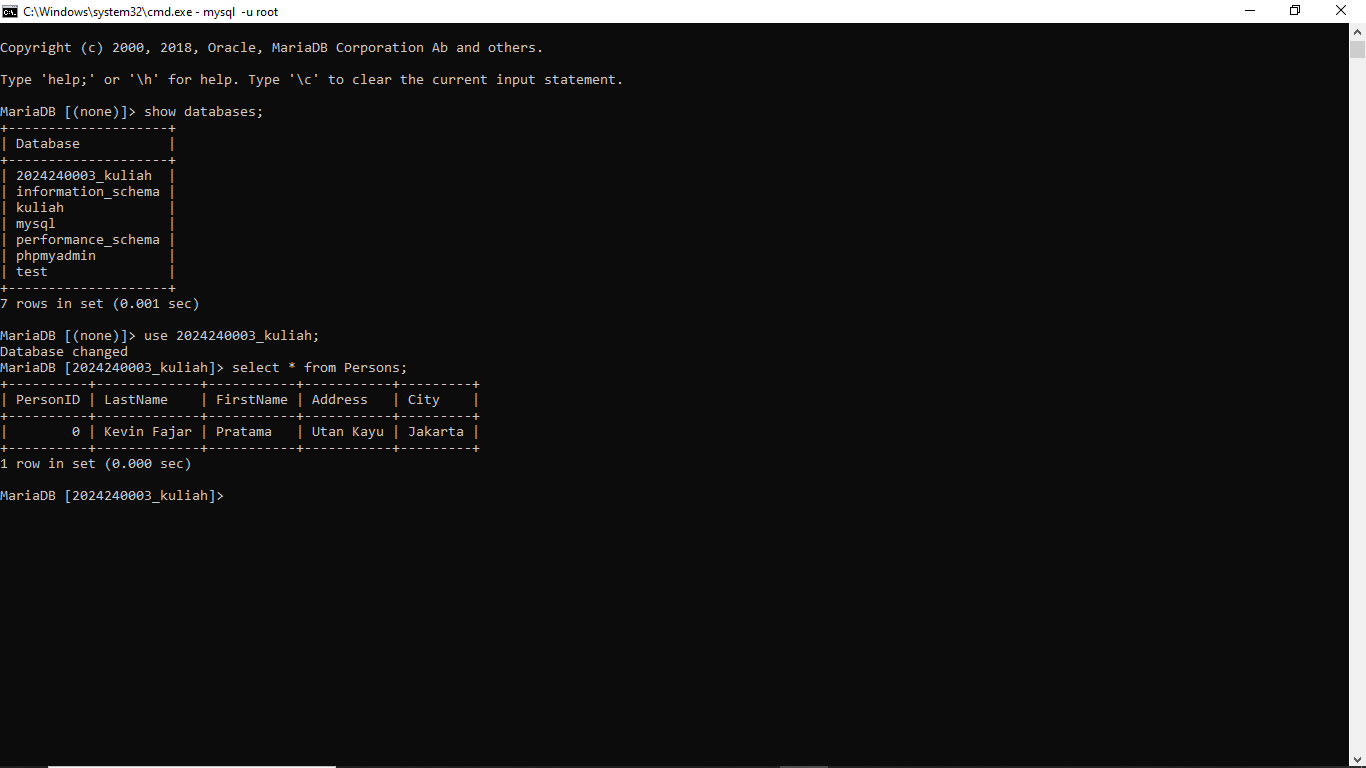 C:\Windows\system32\cmd.exe - mysql  -u root
Copyright (c) 2000, 2018, Oracle, MariaDB Corporation Ab and others.
Type 'help;' or '\h' for help. Type '\c' to clear the current input statement.
MariaDB [(none)]> show databases;
+--------------------+
| Database           |
+--------------------+
| 2024240003_kuliah  |
| information_schema |
| kuliah             |
| mysql              |
| performance_schema |
| phpmyadmin         |
| test               |
+--------------------+
7 rows in set (0.001 sec)
MariaDB [(none)]> use 2024240003_kuliah;
Database changed
MariaDB [2024240003_kuliah]> select * from Persons;
+----------+-------------+-----------+-----------+---------+
| PersonID | LastName    | FirstName | Address   | City    |
+----------+-------------+-----------+-----------+---------+
|        0 | Kevin Fajar | Pratama   | Utan Kayu | Jakarta |
+----------+-------------+-----------+-----------+---------+
1 row in set (0.000 sec)
MariaDB [2024240003_kuliah]>